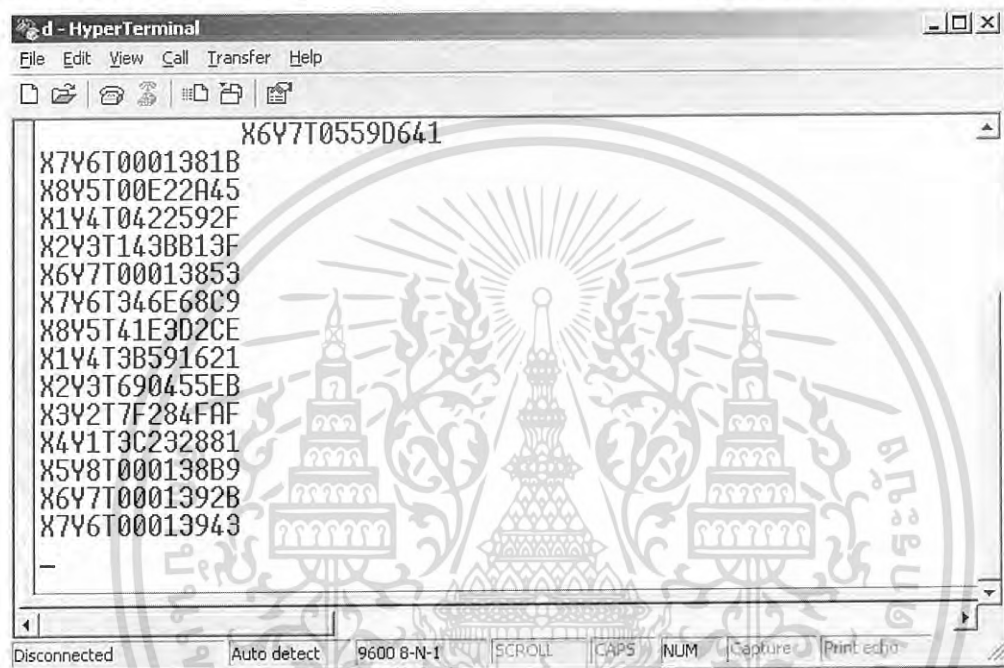 d - HyperTerminal
File Edit View Call Transfer Help
X6Y7T0559D641
X7Y6T0001381B
X8Y5T00E22A45
X1Y4T0422592F
X2Y3T143BB13F
X6Y7T00013853
X7Y6T346E68C9
X8Y5T41E3D2CE
X1Y4T3B591621
X2Y3T690455EB
X3Y2T7F284FAF
X4Y1T3C232881
X5Y8T000138B9
X6Y7T0001392B
X7Y6T00013943
Disconnected Auto detect 9600 8-N-1 SCROLL CAPS NUM Capture Print echo